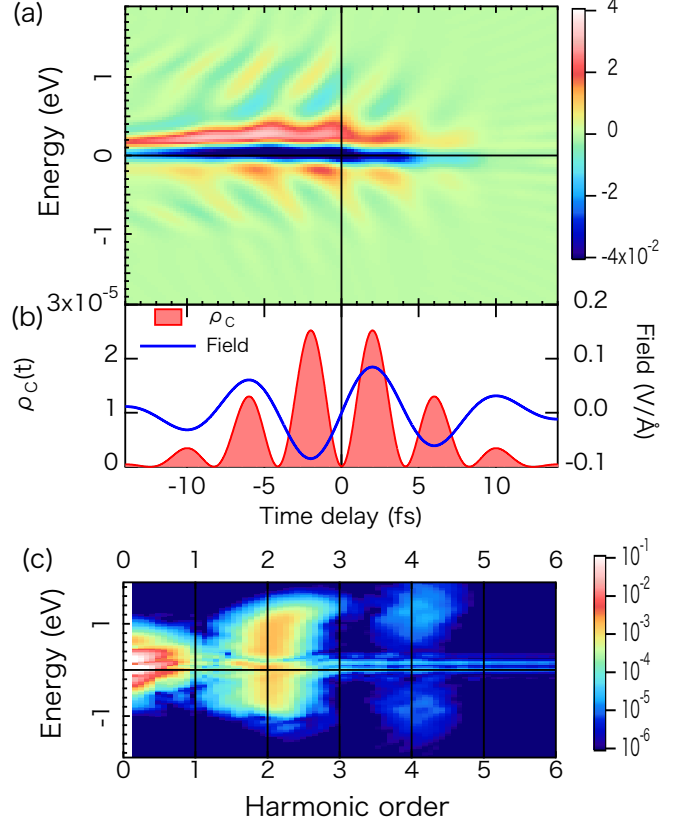 (a)
Energy (eV)
1
0
-1
4
2
0
-2
-4x10⁻²
(b)
3x10⁻⁵
2
1
0
ρC(t)
ρC
Field
0.2
0.1
0.0
-0.1
Field (V/Å)
-10 -5 0 5 10
Time delay (fs)
(c)
0 1 2 3 4 5 6
Energy (eV)
1
0
-1
10⁻¹
10⁻²
10⁻³
10⁻⁴
10⁻⁵
10⁻⁶
0 1 2 3 4 5 6
Harmonic order